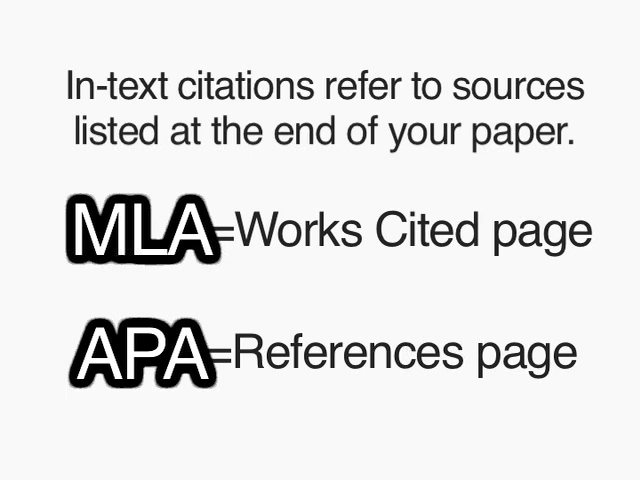 In-text citations refer to sources
listed at the end of your paper.
MLA=Works Cited page
APA=References page